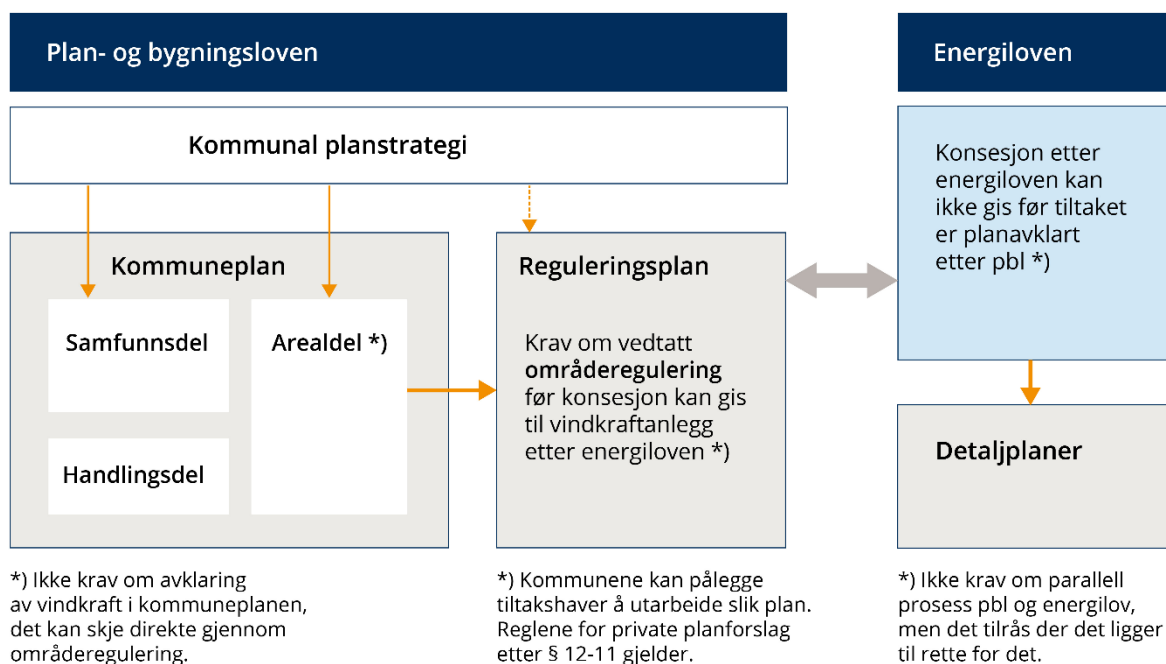 Plan- og bygningsloven
Energiloven
Kommunal planstrategi
Kommuneplan
Samfunnsdel
Arealdel *)
Handlingsdel
Reguleringsplan
Krav om vedtatt
områderegulering
før konsesjon kan gis
til vindkraftanlegg
etter energiloven *)
Konsesjon etter
energiloven kan
ikke gis før tiltaket
er planavklart
etter pbl *)
Detaljplaner
*) Ikke krav om avklaring
av vindkraft i kommuneplanen,
det kan skje direkte gjennom
områderegulering.
*) Kommunene kan pålegge
tiltakshaver å utarbeide slik plan.
Reglene for private planforslag
etter § 12-11 gjelder.
*) Ikke krav om parallell
prosess pbl og energilov,
men det tilrås der det ligger
til rette for det.